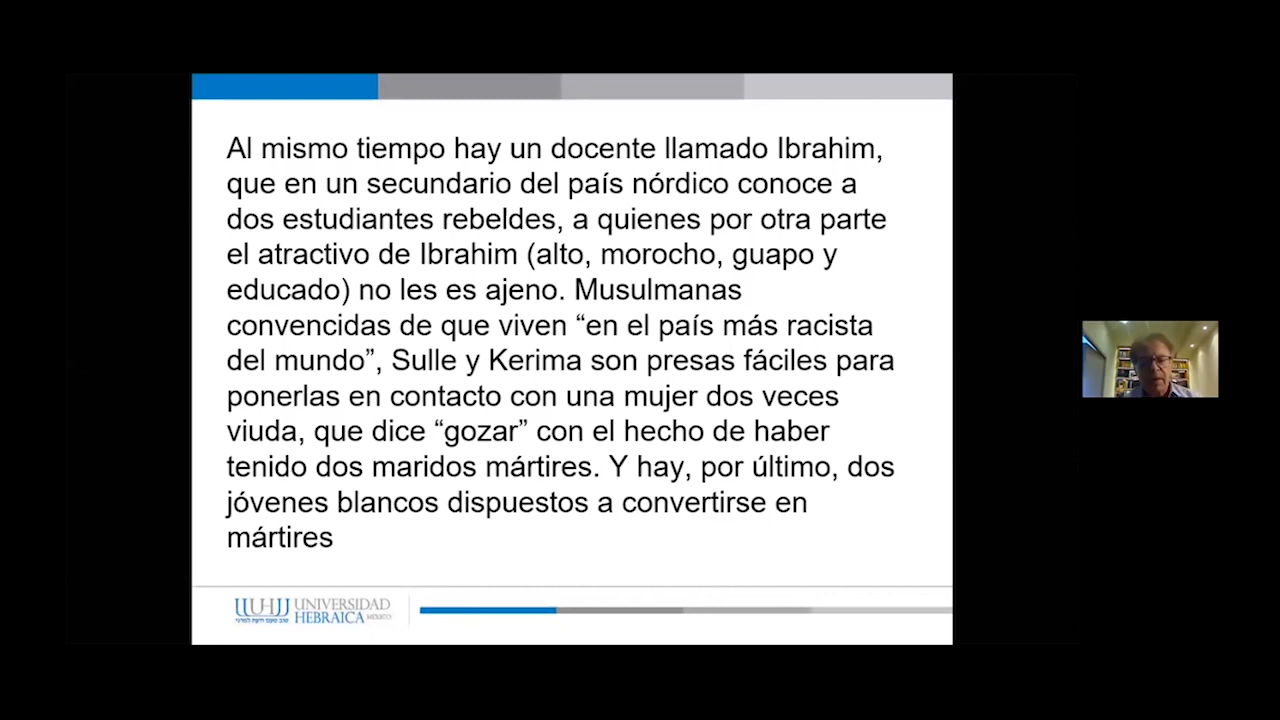 Al mismo tiempo hay un docente llamado Ibrahim,
que en un secundario del país nórdico conoce a
dos estudiantes rebeldes, a quienes por otra parte
el atractivo de Ibrahim (alto, morocho, guapo y
educado) no les es ajeno. Musulmanas
convencidas de que viven “en el país más racista
del mundo”, Sulle y Kerima son presas fáciles para
ponerlas en contacto con una mujer dos veces
viuda, que dice “gozar” con el hecho de haber
tenido dos maridos mártires. Y hay, por último, dos
jóvenes blancos dispuestos a convertirse en
mártires
UNIVERSIDAD
HEBRAICA MÉXICO